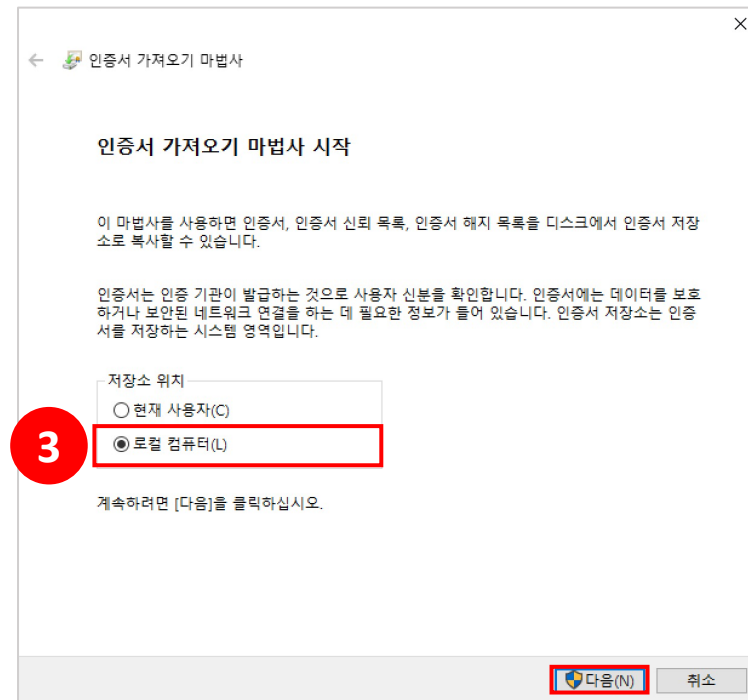 인증서 가져오기 마법사
인증서 가져오기 마법사 시작
이 마법사를 사용하면 인증서, 인증서 신뢰 목록, 인증서 해지 목록을 디스크에서 인증서 저장
소로 복사할 수 있습니다.
인증서는 인증 기관이 발급하는 것으로 사용자 신분을 확인합니다. 인증서에는 데이터를 보호
하거나 보안된 네트워크 연결을 하는 데 필요한 정보가 들어 있습니다. 인증서 저장소는 인증
서를 저장하는 시스템 영역입니다.
저장소 위치
현재 사용자(C)
3
로컬 컴퓨터(L)
계속하려면 [다음]을 클릭하십시오.
다음(N) 취소